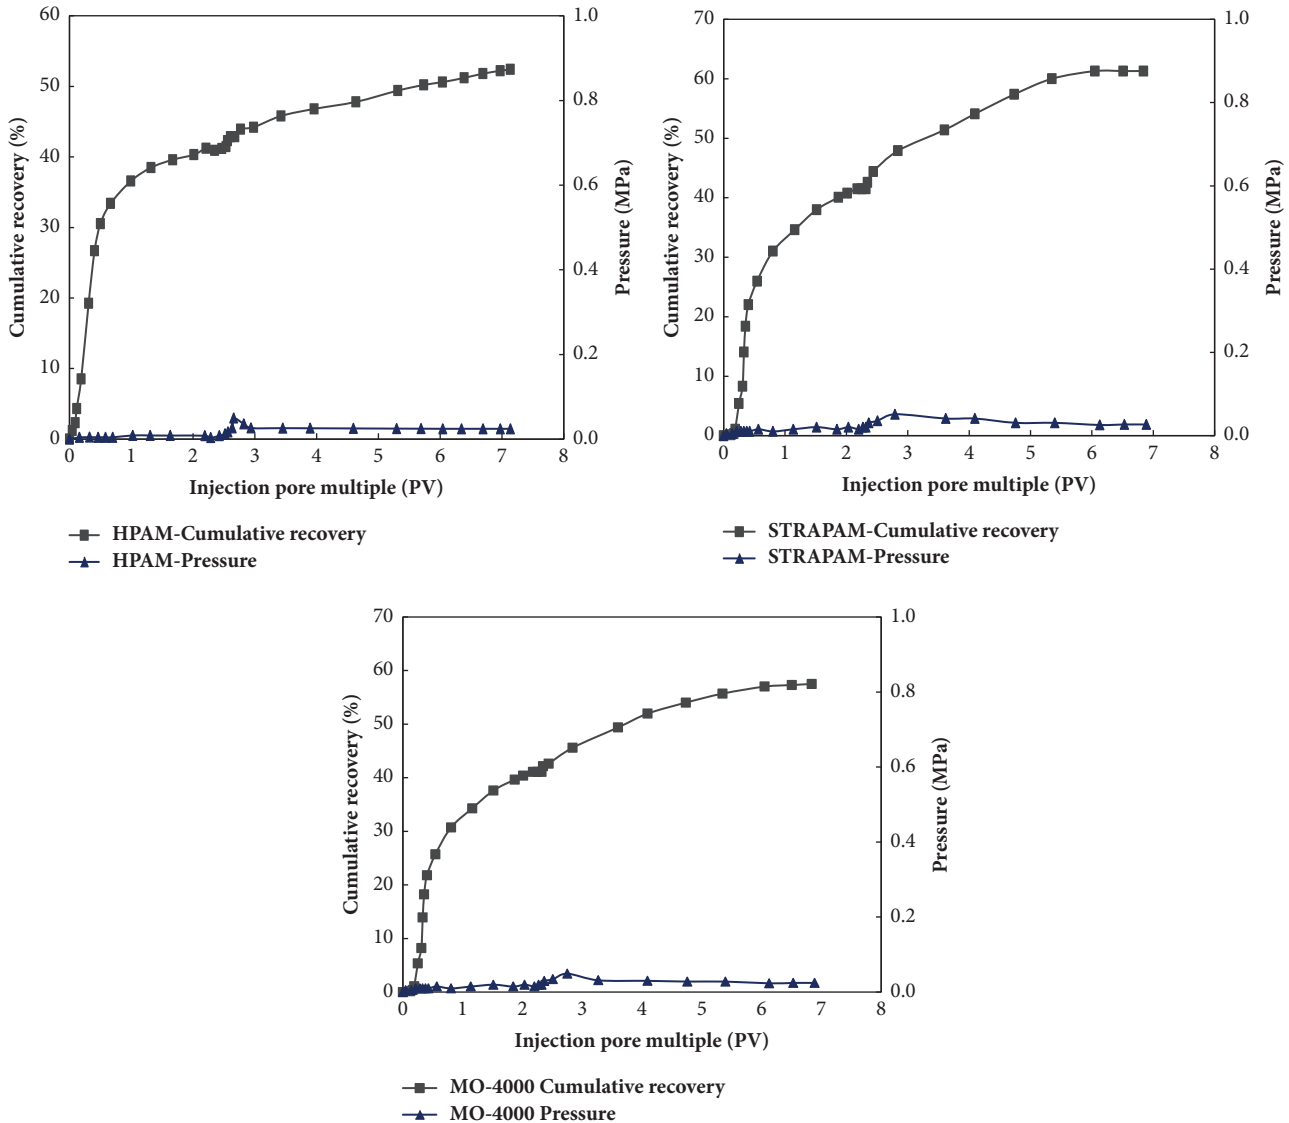 60
50
40
30
20
10
0
Cumulative recovery (%)
1.0
0.8
0.6
0.4
0.2
0.0
Pressure (MPa)
0 1 2 3 4 5 6 7 8
Injection pore multiple (PV)
HPAM-Cumulative recovery
HPAM-Pressure
70
60
50
40
30
20
10
0
Cumulative recovery (%)
1.0
0.8
0.6
0.4
0.2
0.0
Pressure (MPa)
0 1 2 3 4 5 6 7 8
Injection pore multiple (PV)
STRAPAM-Cumulative recovery
STRAPAM-Pressure
70
60
50
40
30
20
10
0
Cumulative recovery (%)
1.0
0.8
0.6
0.4
0.2
0.0
Pressure (MPa)
0 1 2 3 4 5 6 7 8
Injection pore multiple (PV)
MO-4000 Cumulative recovery
MO-4000 Pressure